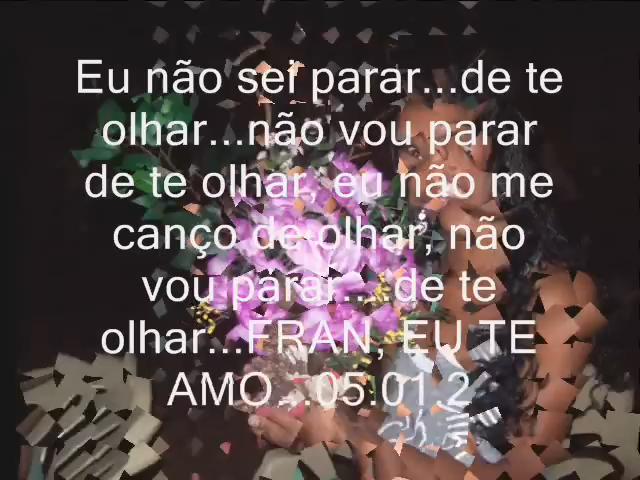 Eu não sei parar...de te
olhar...não vou parar
de te olhar, eu não me
canço de olhar, não
vou parar....de te
olhar...FRAN, EU TE
AMO...05.01.2